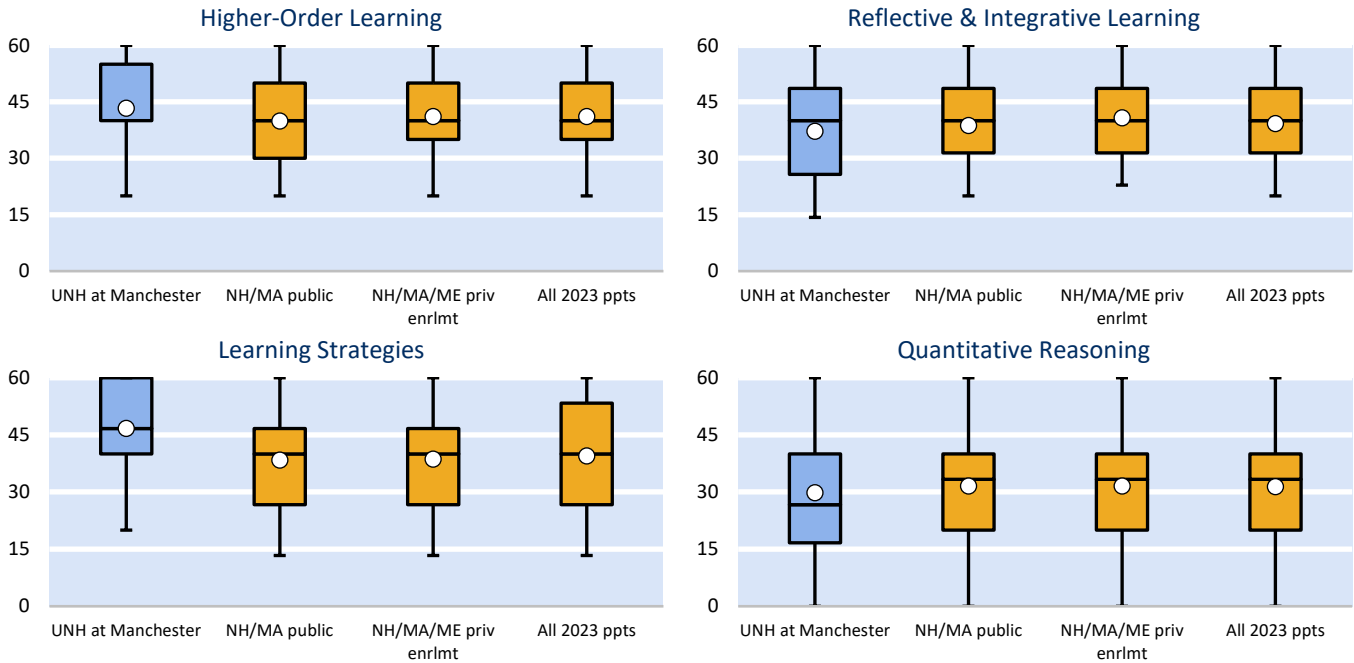 Higher-Order Learning
60
45
30
15
0
UNH at Manchester NH/MA public NH/MA/ME priv All 2023 ppts
enrlmt
Reflective & Integrative Learning
60
45
30
15
0
UNH at Manchester NH/MA public NH/MA/ME priv All 2023 ppts
enrlmt
Learning Strategies
60
45
30
15
0
UNH at Manchester NH/MA public NH/MA/ME priv All 2023 ppts
enrlmt
Quantitative Reasoning
60
45
30
15
0
UNH at Manchester NH/MA public NH/MA/ME priv All 2023 ppts
enrlmt